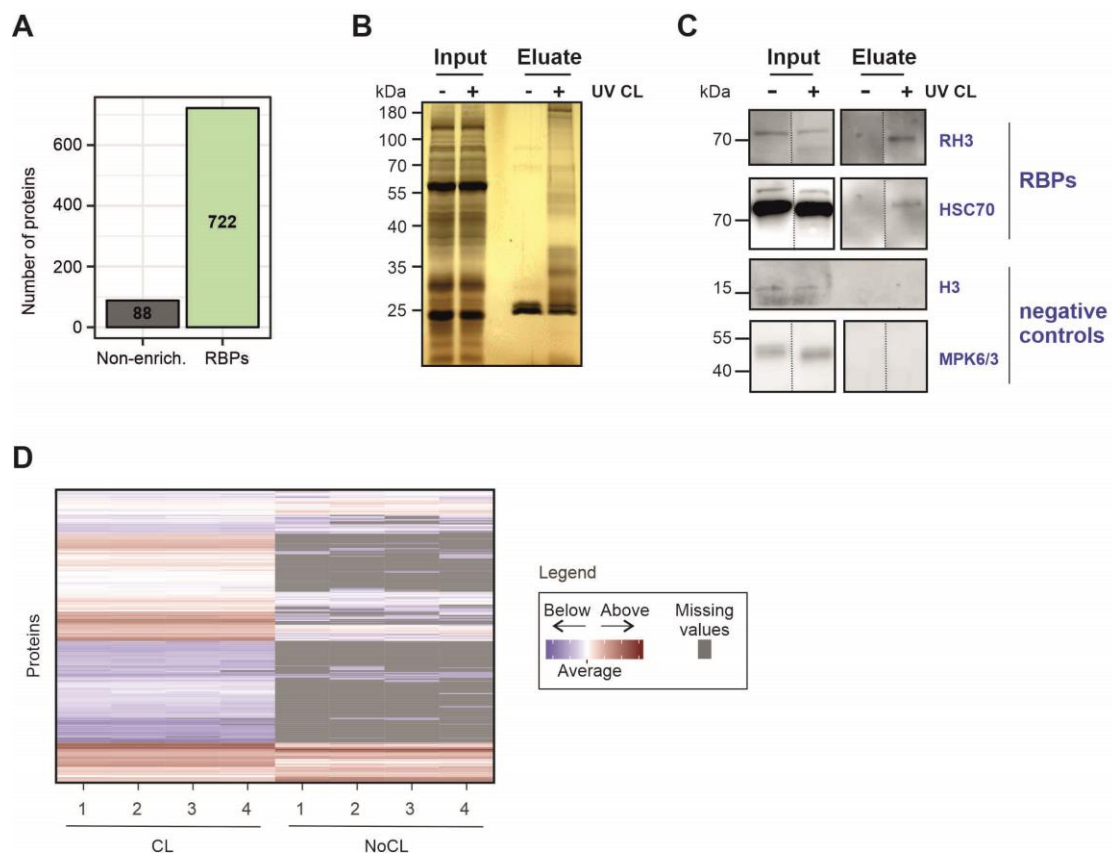 A
Number of proteins
600
400
200
0
88
722
Non-enrich.
RBPs
B
Input
Eluate
kDa
-
+
-
+
UV CL
180
100
70
55
40
35
25
C
Input
Eluate
kDa
-
+
-
+
UV CL
70
RH3
70
HSC70
RBPs
15
H3
55
40
MPK6/3
negative
controls
D
Proteins
1 2 3 4 1 2 3 4
CL NoCL
Legend
Below Above
Average
Missing
values